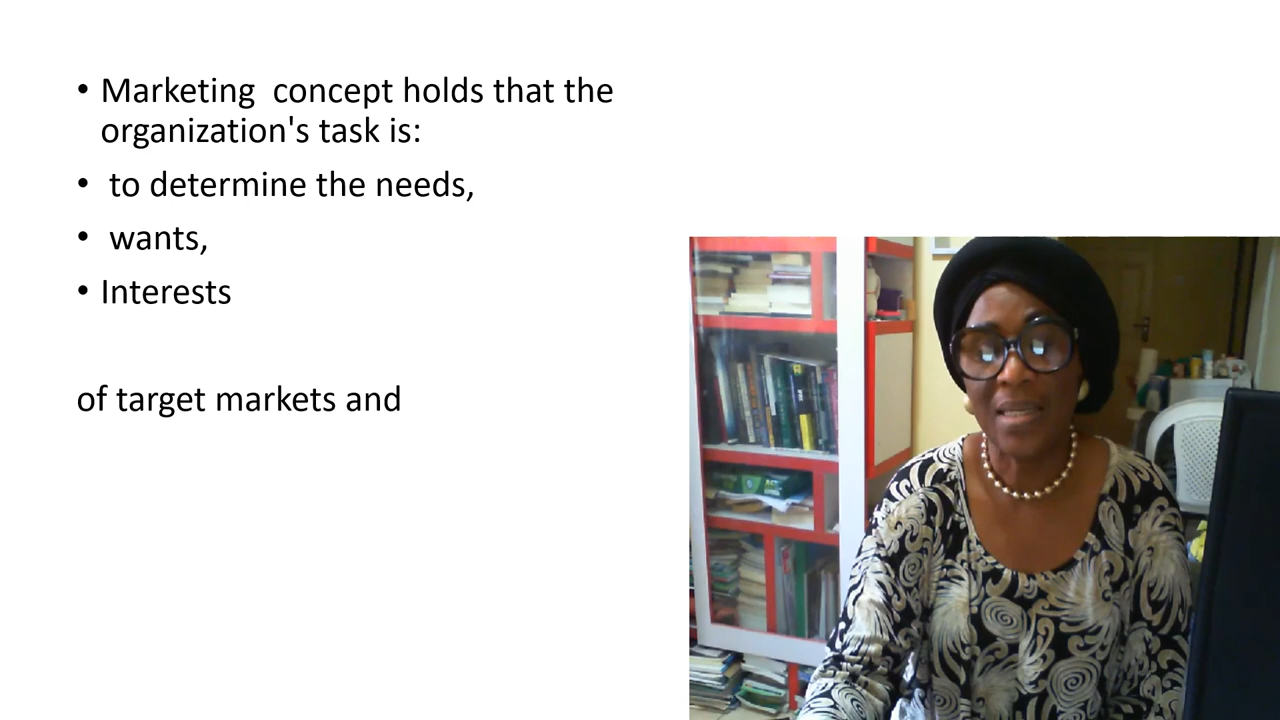 • Marketing  concept holds that the
organization's task is:
•  to determine the needs,
•  wants,
• Interests
of target markets and